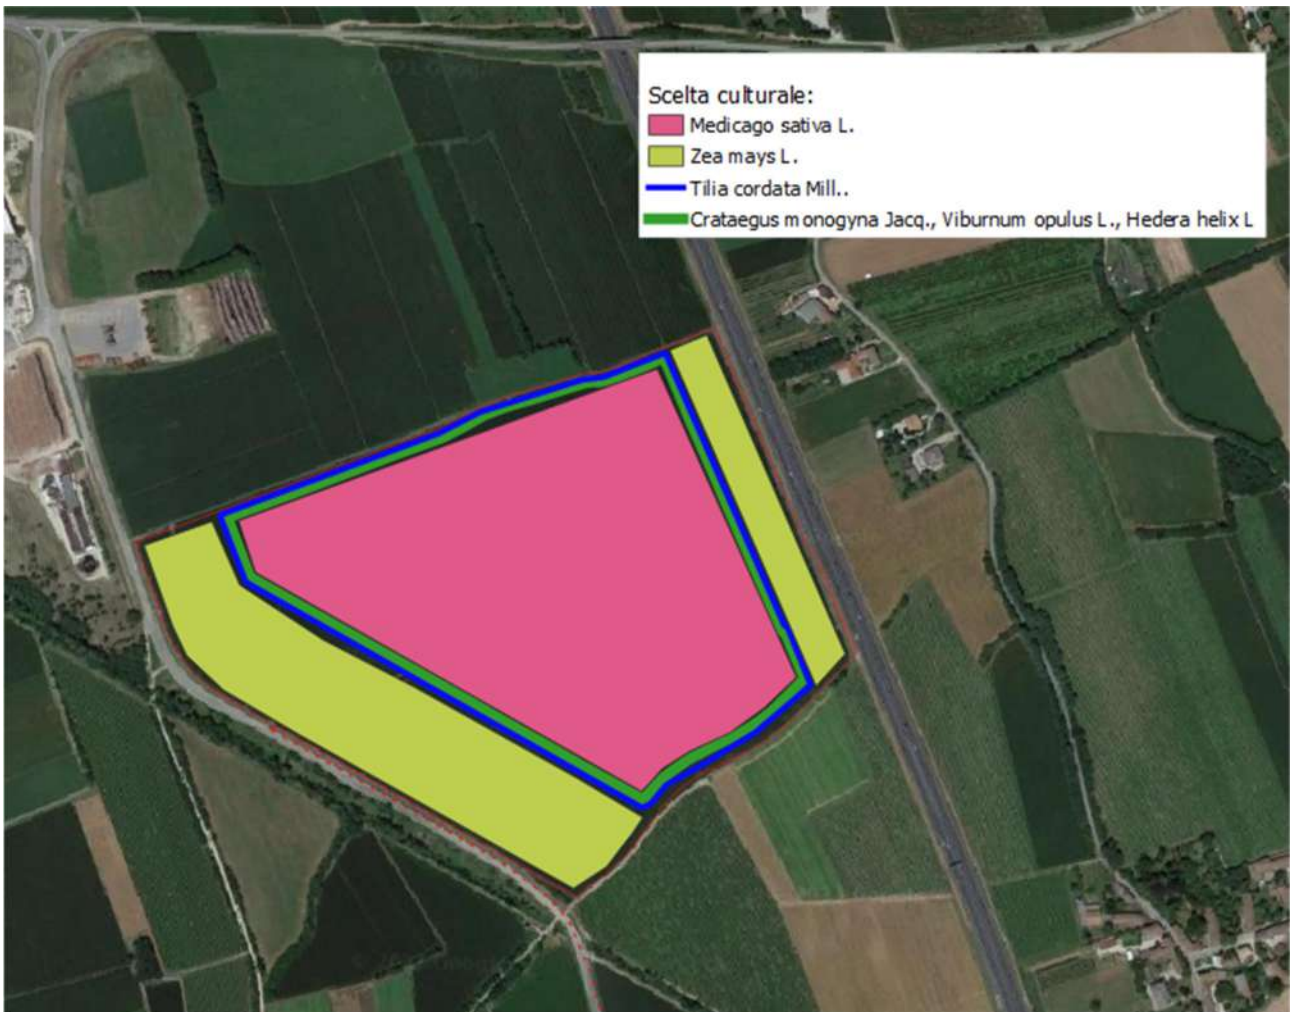 Scelta culturale:
Medicago sativa L.
Zea mays L.
Tilia cordata Mill..
Crataegus monogyna Jacq., Viburnum opulus L., Hedera helix L